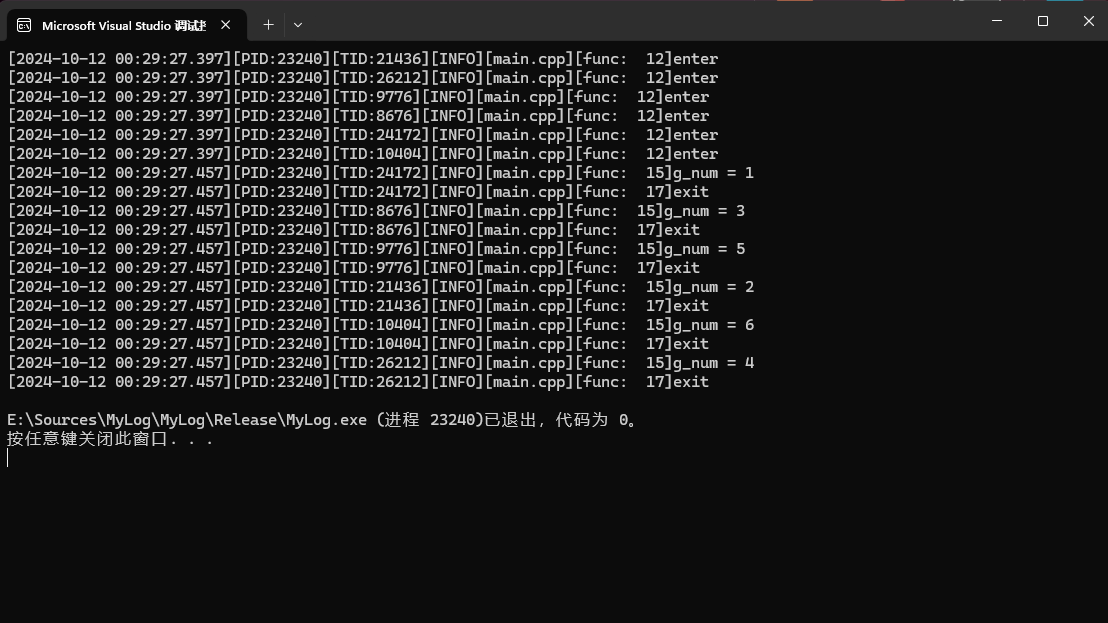 Microsoft Visual Studio 调试
[2024-10-12 00:29:27.397][PID:23240][TID:21436][INFO][main.cpp][func:  12]enter
[2024-10-12 00:29:27.397][PID:23240][TID:26212][INFO][main.cpp][func:  12]enter
[2024-10-12 00:29:27.397][PID:23240][TID:9776][INFO][main.cpp][func:  12]enter
[2024-10-12 00:29:27.397][PID:23240][TID:8676][INFO][main.cpp][func:  12]enter
[2024-10-12 00:29:27.397][PID:23240][TID:24172][INFO][main.cpp][func:  12]enter
[2024-10-12 00:29:27.397][PID:23240][TID:10404][INFO][main.cpp][func:  12]enter
[2024-10-12 00:29:27.457][PID:23240][TID:24172][INFO][main.cpp][func:  15]g_num = 1
[2024-10-12 00:29:27.457][PID:23240][TID:24172][INFO][main.cpp][func:  17]exit
[2024-10-12 00:29:27.457][PID:23240][TID:8676][INFO][main.cpp][func:  15]g_num = 3
[2024-10-12 00:29:27.457][PID:23240][TID:8676][INFO][main.cpp][func:  17]exit
[2024-10-12 00:29:27.457][PID:23240][TID:9776][INFO][main.cpp][func:  15]g_num = 5
[2024-10-12 00:29:27.457][PID:23240][TID:9776][INFO][main.cpp][func:  17]exit
[2024-10-12 00:29:27.457][PID:23240][TID:21436][INFO][main.cpp][func:  15]g_num = 2
[2024-10-12 00:29:27.457][PID:23240][TID:21436][INFO][main.cpp][func:  17]exit
[2024-10-12 00:29:27.457][PID:23240][TID:10404][INFO][main.cpp][func:  15]g_num = 6
[2024-10-12 00:29:27.457][PID:23240][TID:10404][INFO][main.cpp][func:  17]exit
[2024-10-12 00:29:27.457][PID:23240][TID:26212][INFO][main.cpp][func:  15]g_num = 4
[2024-10-12 00:29:27.457][PID:23240][TID:26212][INFO][main.cpp][func:  17]exit
E:\Sources\MyLog\MyLog\Release\MyLog.exe (进程 23240)已退出，代码为 0。
按任意键关闭此窗口. . .